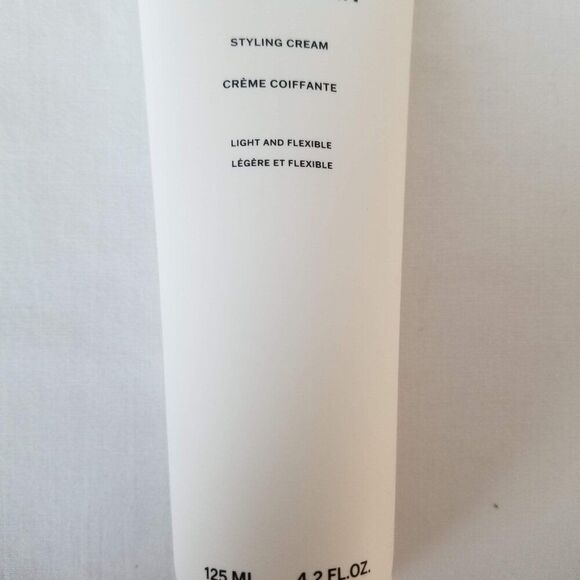 STYLING CREAM
CRÈME COIFFANTE
LIGHT AND FLEXIBLE
LÉGÈRE ET FLEXIBLE
125 ML 4.2 FL.OZ.